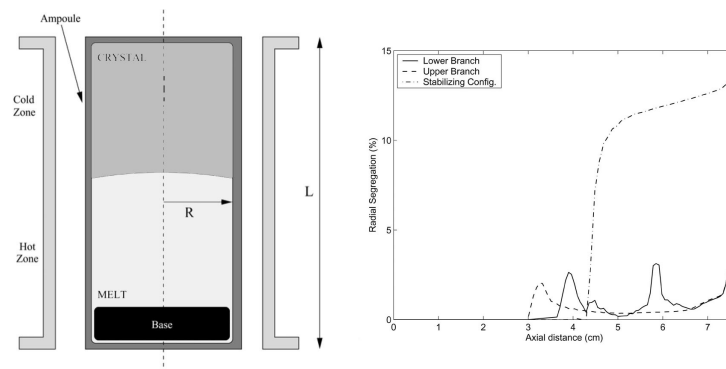 Ampoule
CRYSTAL
Cold
Zone
R
L
Hot
Zone
MELT
Base
15
10
5
0
Radial Segregation (%)
Lower Branch
Upper Branch
Stabilizing Config.
0 1 2 3 4 5 6 7
Axial distance (cm)